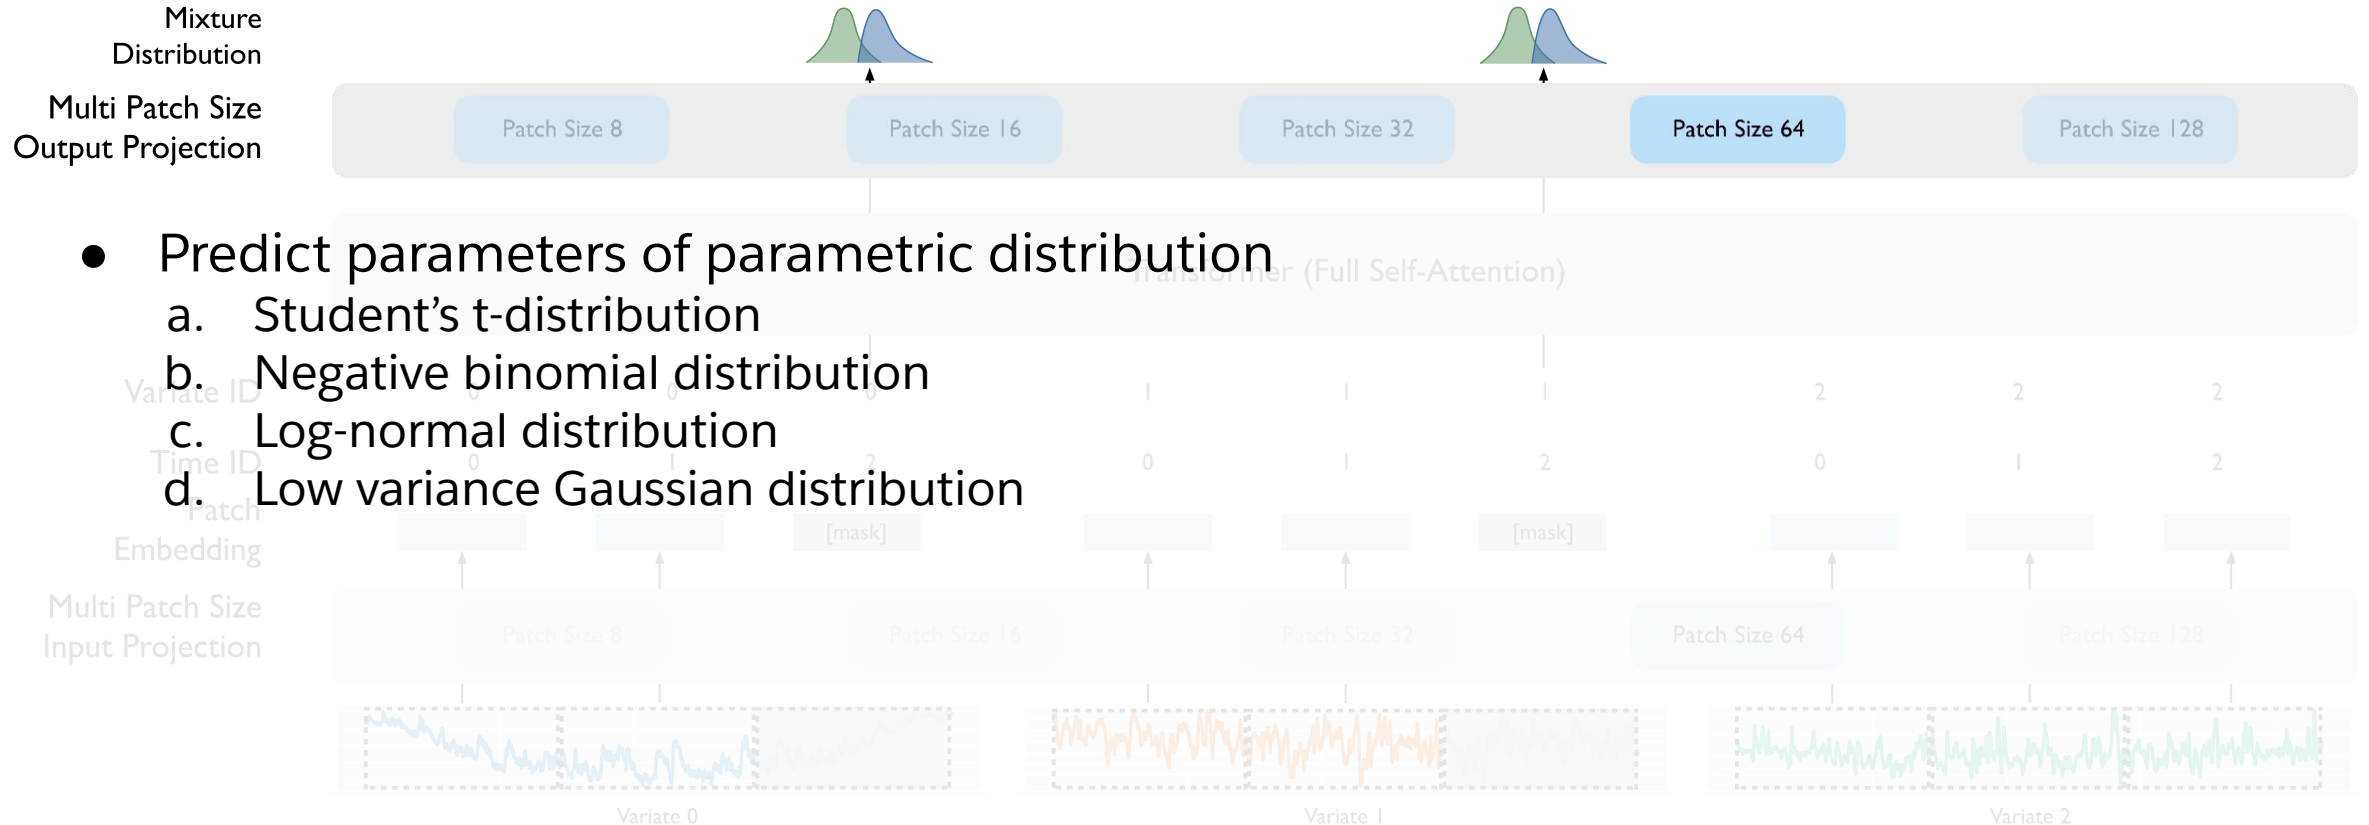 Mixture
Distribution
Multi Patch Size
Output Projection
Patch Size 8
Patch Size 16
Patch Size 32
Patch Size 64
Patch Size 128
● Predict parameters of parametric distribution
Transformer (Full Self-Attention)
a. Student’s t-distribution
b. Negative binomial distribution
Variate ID
0 0 0 1 1 1 2 2 2
c. Log-normal distribution
Time ID
0 1 2 0 1 2 0 1 2
d. Low variance Gaussian distribution
Patch
Embedding
[mask]
[mask]
Multi Patch Size
Input Projection
Patch Size 8
Patch Size 16
Patch Size 32
Patch Size 64
Patch Size 128
Variate 0
Variate 1
Variate 2